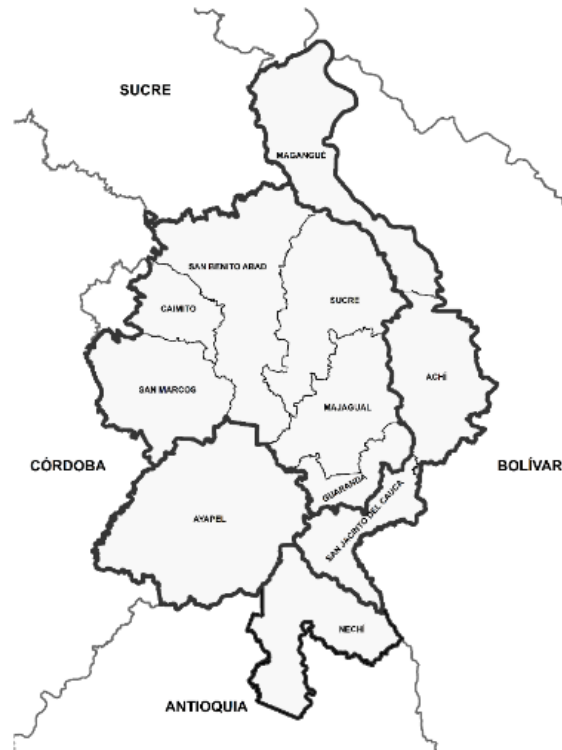 SUCRE
MAGANGUÉ
SAN BENITO ABAD
CAIMITO
SUCRE
ACHÍ
SAN MARCOS
MAJAGUAL
CÓRDOBA
BOLÍVAR
GUARANDA
AYAPEL
SAN JACINTO DEL CAUCA
NECHÍ
ANTIOQUIA